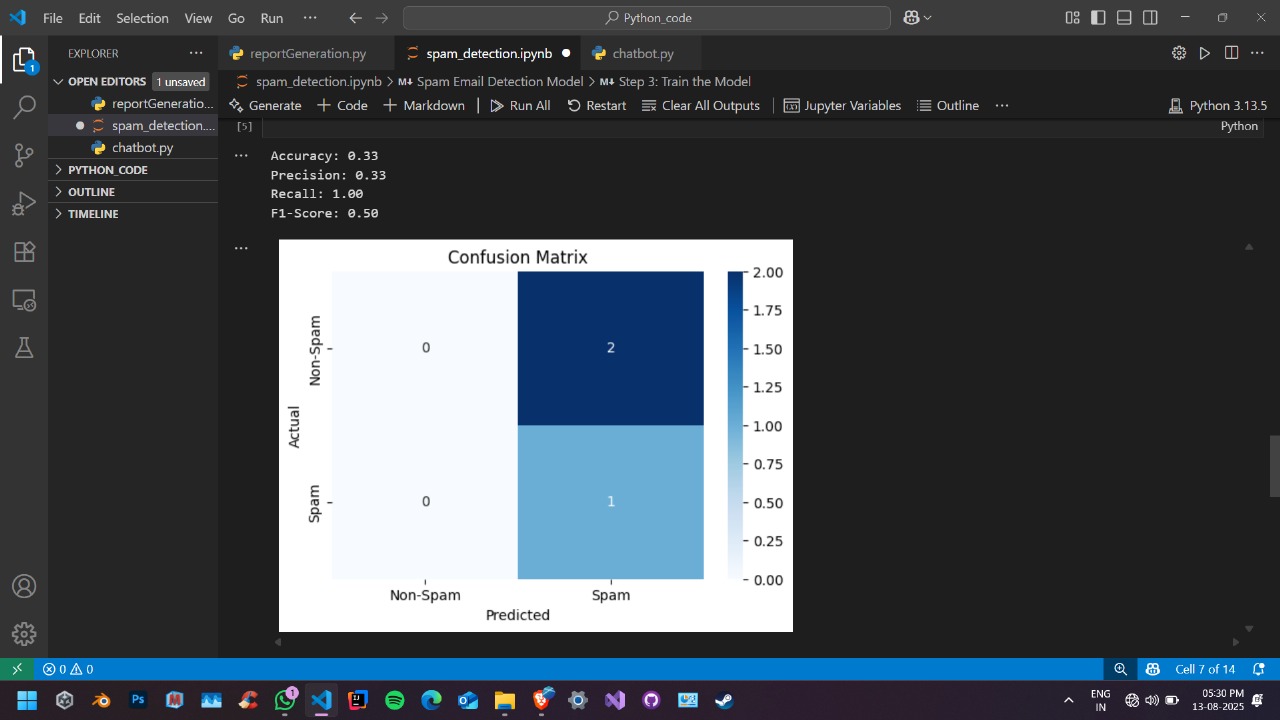 File Edit Selection View Go Run ··· Python_code
EXPLORER ···
OPEN EDITORS 1 unsaved
reportGeneratio...
spam_detection....
chatbot.py
PYTHON_CODE
OUTLINE
TIMELINE
reportGeneration.py spam_detection.ipynb chatbot.py
spam_detection.ipynb > M↓ Spam Email Detection Model > M↓ Step 3: Train the Model
Generate + Code + Markdown | Run All Restart Clear All Outputs | Jupyter Variables Outline ··· Python 3.13.5
[5] Python
··· Accuracy: 0.33
Precision: 0.33
Recall: 1.00
F1-Score: 0.50
···
Confusion Matrix
Actual
Non-Spam
Spam
0 2
0 1
Non-Spam Spam
Predicted
2.00
1.75
1.50
1.25
1.00
0.75
0.50
0.25
0.00
1
0 0 Cell 7 of 14
Ps
M
1
IJ
ENG
IN
05:30 PM
13-08-2025